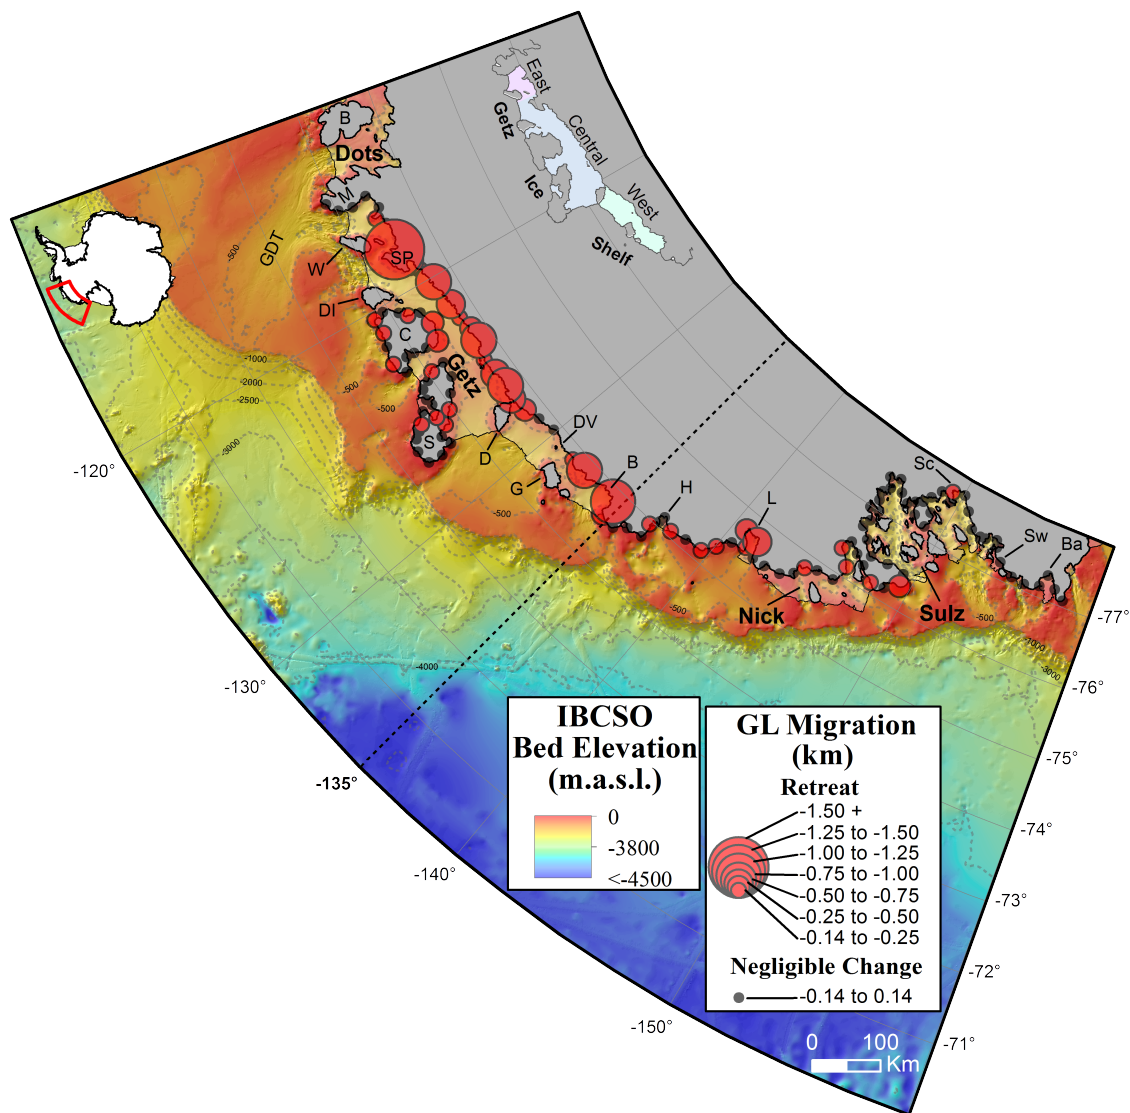 East
Getz
Central
Ice
West
Shelf
B
Dots
M
GDT
-500
W
SP
DI
C
Getz
-1000
-2000
-2500
-500
-500
-3000
S
D
DV
G
B
-500
H
L
Sc
Sw
Ba
Nick
Sulz
-500
-500
-1000
-3000
-4000
-120°
-130°
-135°
-140°
-150°
-77°
-76°
-75°
-74°
-73°
-72°
-71°
IBCSO
Bed Elevation
(m.a.s.l.)
0
-3800
<-4500
GL Migration
(km)
Retreat
-1.50 +
-1.25 to -1.50
-1.00 to -1.25
-0.75 to -1.00
-0.50 to -0.75
-0.25 to -0.50
-0.14 to -0.25
Negligible Change
-0.14 to 0.14
0 100
Km